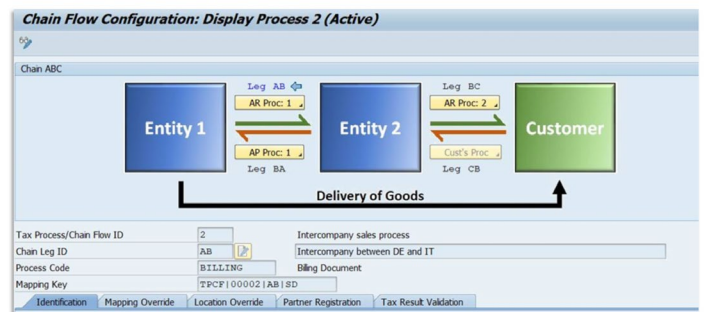 Chain Flow Configuration: Display Process 2 (Active)
Chain ABC
Leg AB Leg BC
AR Proc: 1 AR Proc: 2
Entity 1 Entity 2 Customer
AP Proc: 1 Cust's Proc
Leg BA Leg CB
Delivery of Goods
Tax Process/Chain Flow ID 2 Intercompany sales process
Chain Leg ID AB Intercompany between DE and IT
Process Code BILLING Biling Document
Mapping Key TPCF|00002|AB|SD
Identification Mapping Override Location Override Partner Registration Tax Result Validation